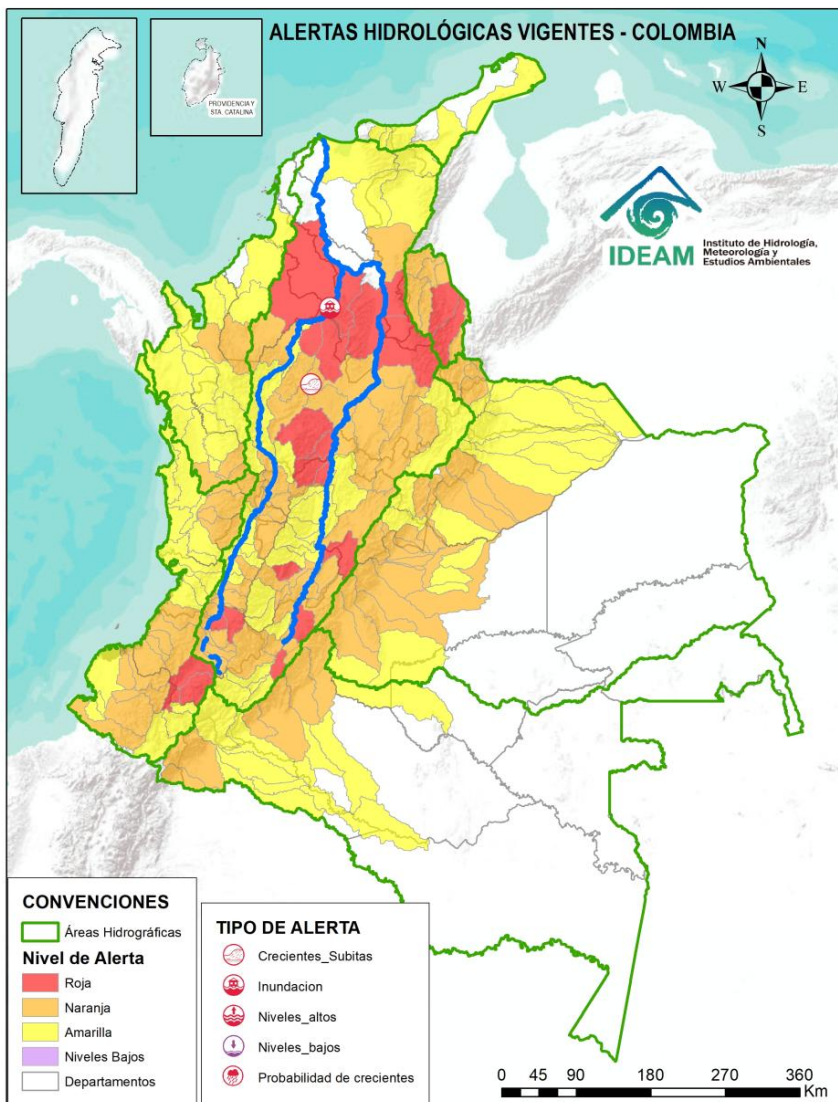 ALERTAS HIDROLÓGICAS VIGENTES - COLOMBIA
PROVIDENCIA Y
STA. CATALINA
N
W
E
S
IDEAM
Instituto de Hidrología,
Meteorología y
Estudios Ambientales
CONVENCIONES
Áreas Hidrográficas
Nivel de Alerta
Roja
Naranja
Amarilla
Niveles Bajos
Departamentos
TIPO DE ALERTA
Crecientes_Subitas
Inundacion
Niveles_altos
Niveles_bajos
Probabilidad de crecientes
0 45 90 180 270 360
Km